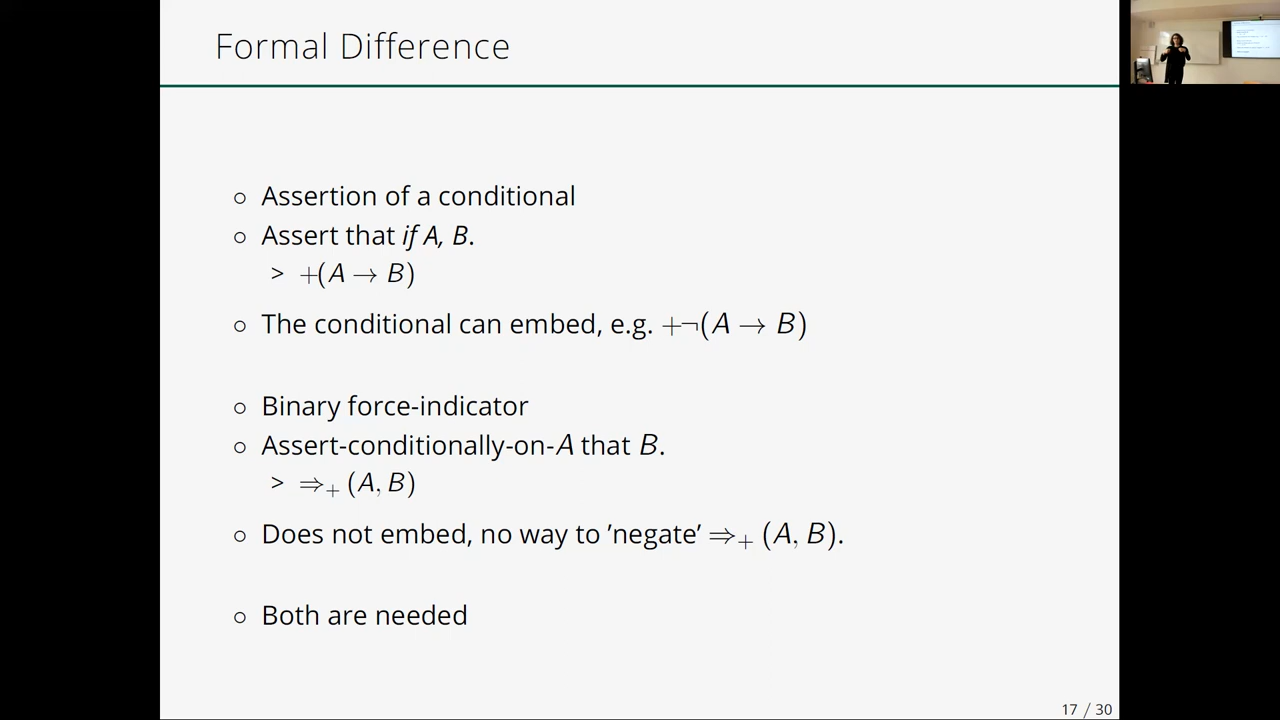 Formal Difference
○ Assertion of a conditional
○ Assert that if A, B.
> +(A → B)
○ The conditional can embed, e.g. +¬(A → B)
○ Binary force-indicator
○ Assert-conditionally-on-A that B.
> ⇒₊ (A, B)
○ Does not embed, no way to ’negate’ ⇒₊ (A, B).
○ Both are needed
17 / 30